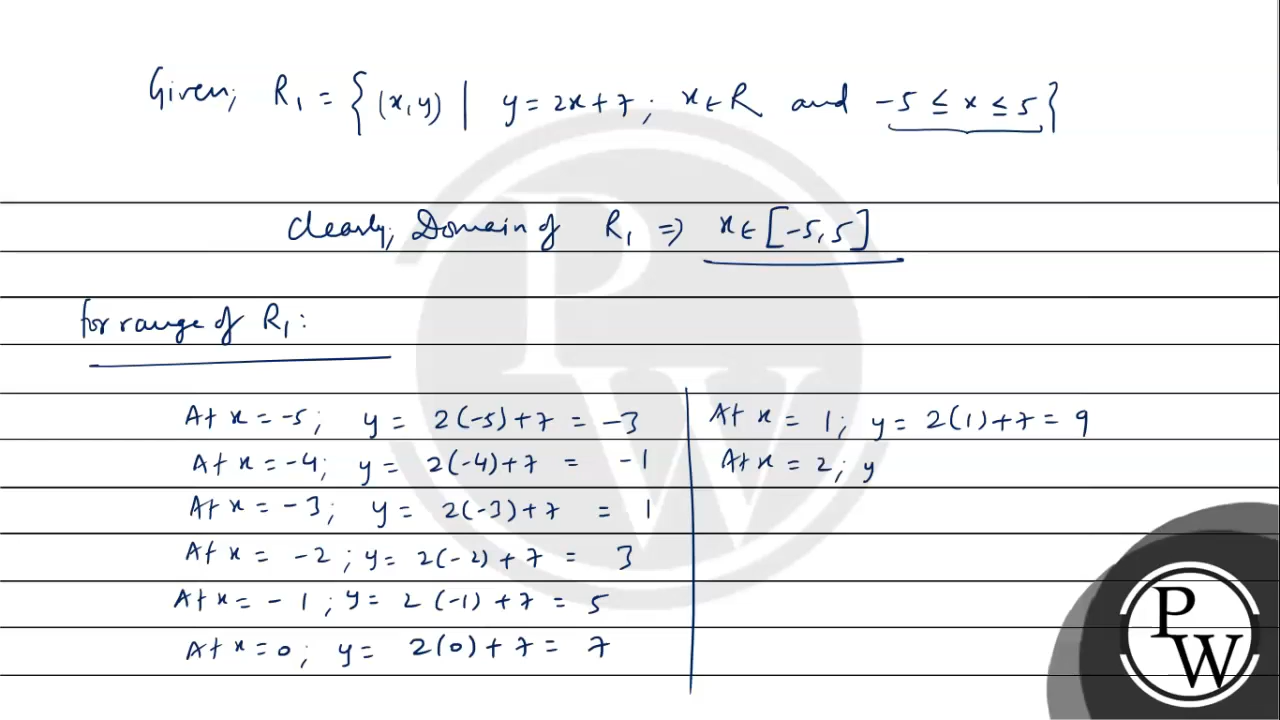 Given; R₁ = {(x,y) | y = 2x+7; x∈R and -5 ≤ x ≤ 5}
Clearly; Domain of R₁ ⇒ x∈[-5,5]
for range of R₁:
At x = -5; y = 2(-5)+7 = -3
At x = -4; y = 2(-4)+7 = -1
At x = -3; y = 2(-3)+7 = 1
At x = -2; y = 2(-2)+7 = 3
At x = -1; y = 2(-1)+7 = 5
At x = 0; y = 2(0)+7 = 7
At x = 1; y = 2(1)+7 = 9
At x = 2; y
P
W
P
W